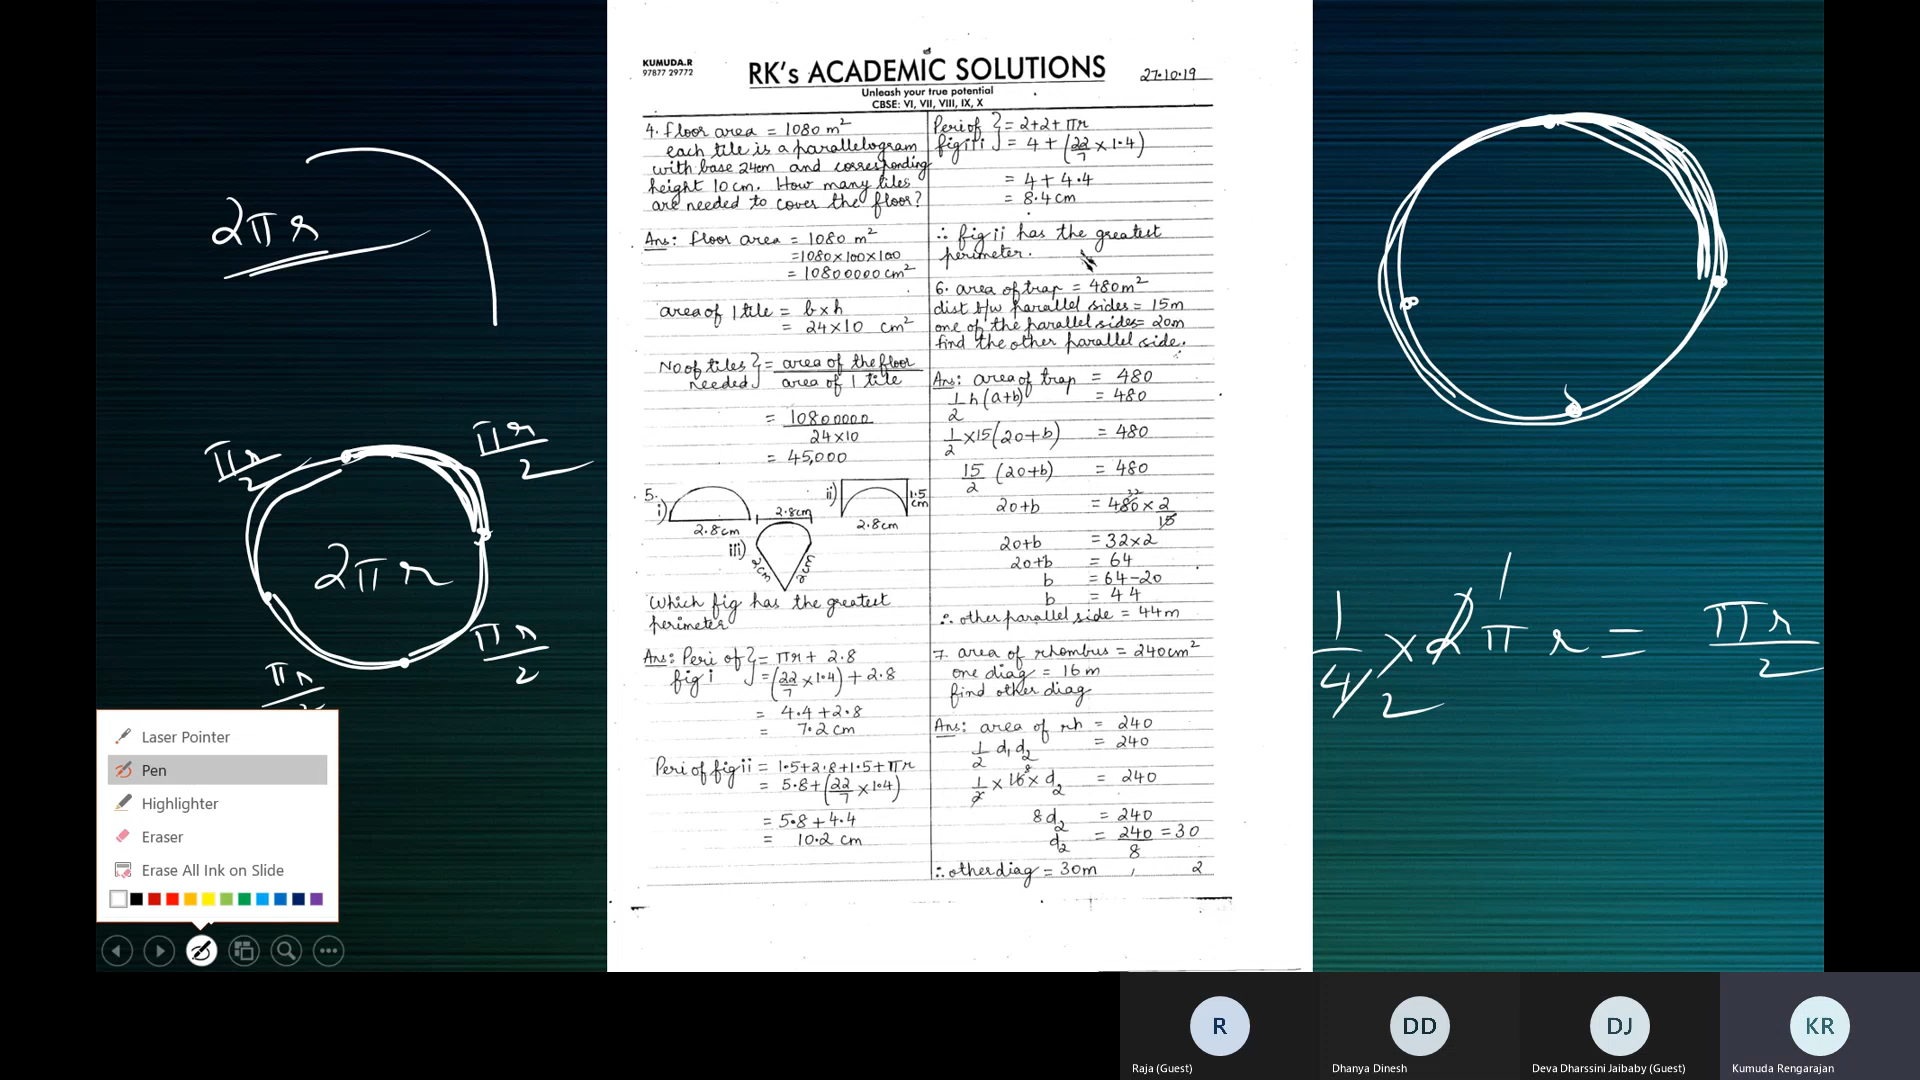 KUMUDA.R
97877 29772
RK's ACADEMIC SOLUTIONS
27.10.19
Unleash your true potential
CBSE: VI, VII, VIII, IX, X
4. Floor area = 1080 m²
each tile is a parallelogram
with base 24cm and corresponding
height 10 cm. How many tiles
are needed to cover the floor?
Ans: floor area = 1080 m²
=1080×100×100
= 10800000 cm²
area of 1 tile = b×h
= 24×10 cm²
No of tiles } = area of the floor
needed } area of 1 tile
= 10800000
24×10
= 45,000
5.
i)
2.8cm
ii)
1.5
cm
2.8cm
2.8cm
iii)
2cm
2cm
Which fig has the greatest
perimeter
Ans: Peri of } = πr + 2.8
fig i } = (22/7 × 1.4) + 2.8
= 4.4 + 2.8
= 7.2 cm
Peri of fig ii = 1.5+2.8+1.5+πr
= 5.8+(22/7 ×1.4)
= 5.8 + 4.4
= 10.2 cm
Peri of } = 2+2+ πr
fig iii } = 4 + (22/7 × 1.4)
= 4 + 4.4
= 8.4 cm
∴ fig ii has the greatest
perimeter.
6. area of trap = 480m²
dist b/w parallel sides = 15m
one of the parallel sides= 20m
find the other parallel side.
Ans: area of trap = 480
1/2 h(a+b) = 480
1/2 ×15(20+b) = 480
15/2 (20+b) = 480
20+b = 480 × 2/15
32
20+b = 32×2
20+b = 64
b = 64-20
b = 44
∴ other parallel side = 44m
7. area of rhombus = 240cm²
one diag = 16m
find other diag
Ans: area of rh = 240
1/2 d₁d₂ = 240
1/2 × 16 × d₂ = 240
8
8d₂ = 240
d₂ = 240/8 = 30
∴ other diag = 30m
2
2πr
πr/2
πr/2
2πr
πr/2
πr
1/4 × 2πr = πr/2
1
2
Laser Pointer
Pen
Highlighter
Eraser
Erase All Ink on Slide
R
DD
DJ
KR
Raja (Guest)
Dhanya Dinesh
Deva Dharssini Jaibaby (Guest)
Kumuda Rengarajan